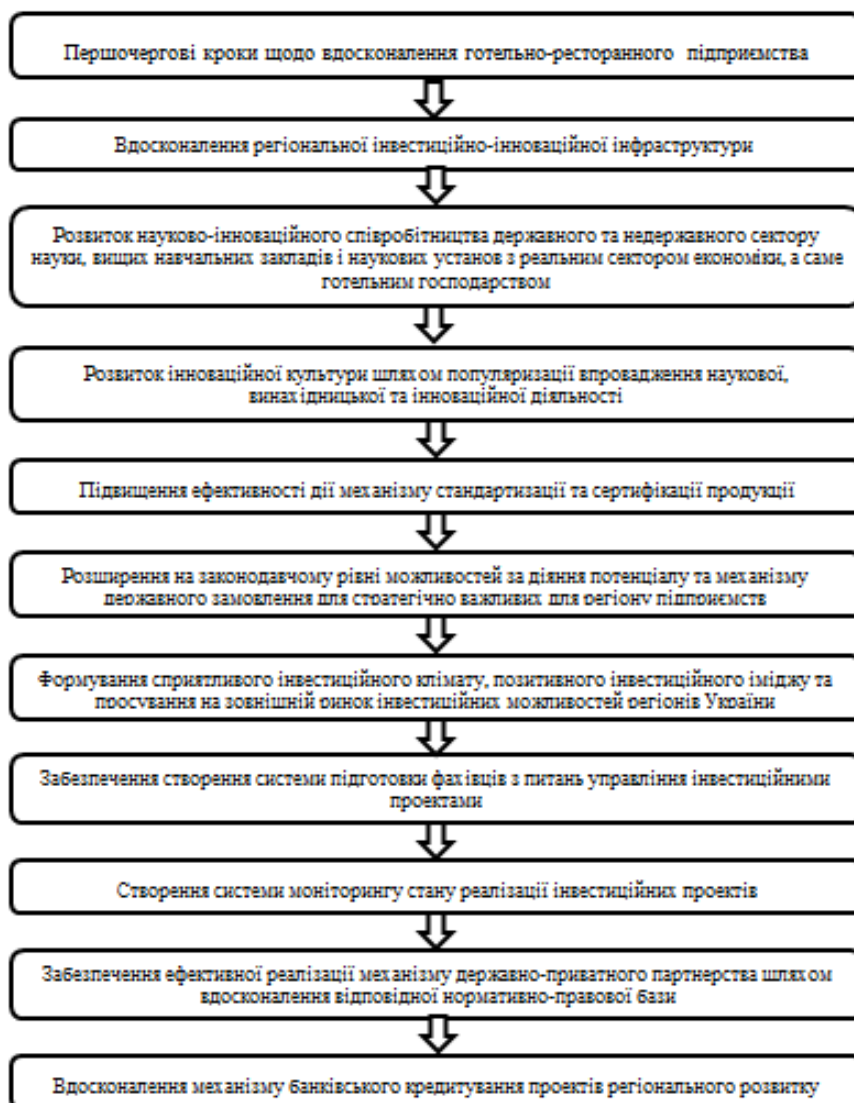 Першочергові кроки щодо вдосконалення готельно-ресторанного підприємства
Вдосконалення регіональної інвестиційно-інноваційної інфраструктури
Розвиток науково-інноваційного співробітництва державного та недержавного сектору
науки, вищих навчальних закладів і наукових установ з реальним сектором економіки, а саме
готельним господарством
Розвиток інноваційної культури шляхом популяризації впровадження наукової,
винахідницької та інноваційної діяльності
Підвищення ефективності дії механізму стандартизації та сертифікації продукції
Розширення на законодавчому рівні можливостей за діяння потенціалу та механізму
державного замовлення для стратегічно важливих для регіону підприємств
Формування сприятливого інвестиційного клімату, позитивного інвестиційного іміджу та
просування на зовнішній ринок інвестиційних можливостей регіонів України
Забезпечення створення системи підготовки фахівців з питань управління інвестиційними
проектами
Створення системи моніторингу стану реалізації інвестиційних проектів
Забезпечення ефективної реалізації механізму державно-приватного партнерства шляхом
вдосконалення відповідної нормативно-правової бази
Вдосконалення механізму банківського кредитування проектів регіонального розвитку